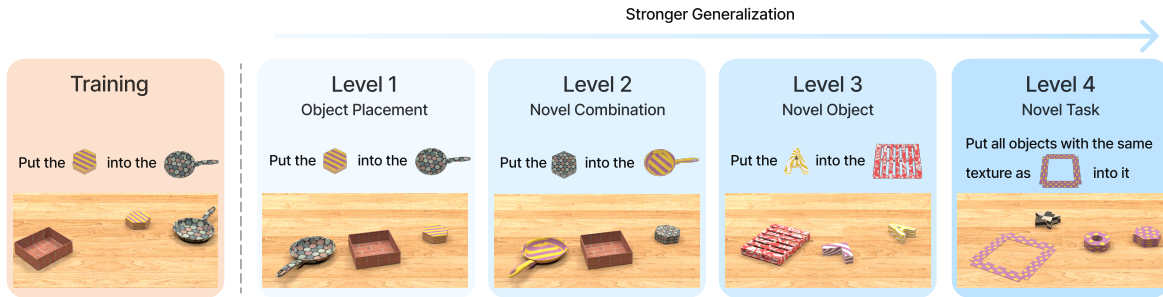 Stronger Generalization
Training
Put the into the
Level 1
Object Placement
Put the into the
Level 2
Novel Combination
Put the into the
Level 3
Novel Object
Put the into the
Level 4
Novel Task
Put all objects with the same
texture as into it